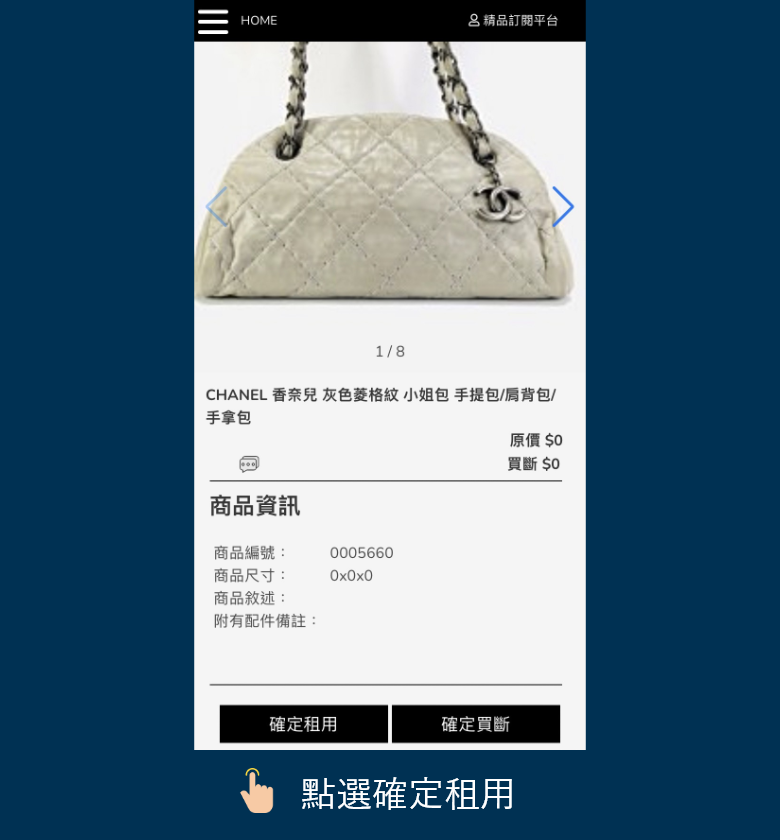 HOME
精品訂閱平台
1 / 8
CHANEL 香奈兒 灰色菱格紋 小姐包 手提包/肩背包/
手拿包
原價 $0
買斷 $0
商品資訊
商品編號： 0005660
商品尺寸： 0x0x0
商品敘述：
附有配件備註：
確定租用 確定買斷
點選確定租用